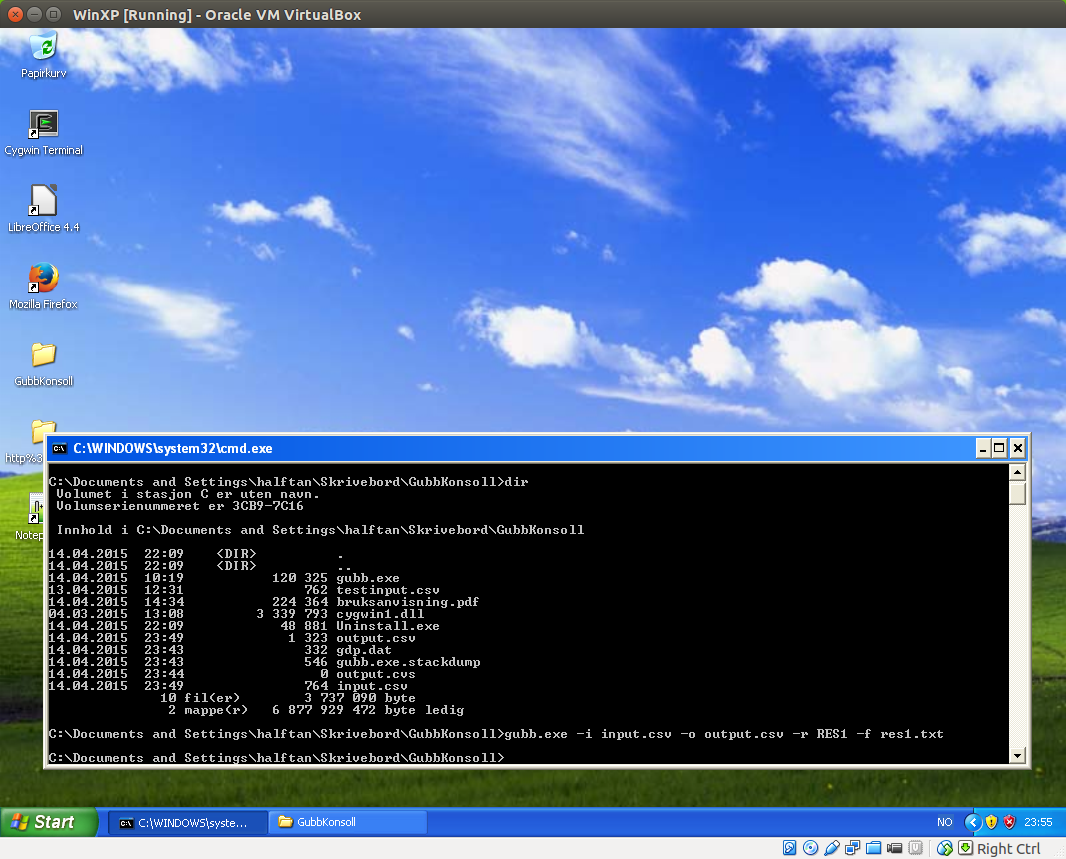 WinXP [Running] - Oracle VM VirtualBox
Papirkurv
Cygwin Terminal
LibreOffice 4.4
Mozilla Firefox
GubbKonsoll
http%3
Notep
C:\WINDOWS\system32\cmd.exe
C:\Documents and Settings\halftan\Skrivebord\GubbKonsoll>dir
Volumet i stasjon C er uten navn.
Volumserienummeret er 3CB9-7C16
Innhold i C:\Documents and Settings\halftan\Skrivebord\GubbKonsoll
14.04.2015  22:09    <DIR>          .
14.04.2015  22:09    <DIR>          ..
14.04.2015  10:19           120 325 gubb.exe
13.04.2015  12:31               762 testinput.csv
14.04.2015  14:34           224 364 bruksanvisning.pdf
04.03.2015  13:08         3 339 793 cygwin1.dll
14.04.2015  22:09            48 881 Uninstall.exe
14.04.2015  23:49             1 323 output.csv
14.04.2015  23:43               332 gdp.dat
14.04.2015  23:43               546 gubb.exe.stackdump
14.04.2015  23:44                 0 output.cvs
14.04.2015  23:49               764 input.csv
10 fil(er)        3 737 090 byte
2 mappe(r)   6 877 929 472 byte ledig
C:\Documents and Settings\halftan\Skrivebord\GubbKonsoll>gubb.exe -i input.csv -o output.csv -r RES1 -f res1.txt
C:\Documents and Settings\halftan\Skrivebord\GubbKonsoll>
Start
C:\WINDOWS\syste...
GubbKonsoll
NO
23:55
Right Ctrl